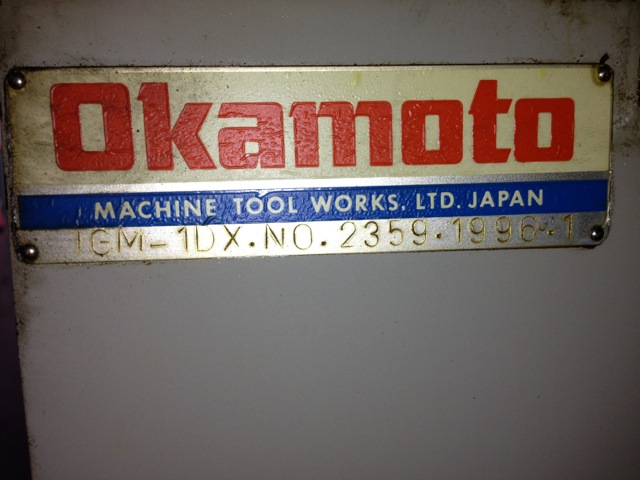 Okamoto
MACHINE TOOL WORKS, LTD. JAPAN
IGM-1DX.NO.2359.1996-1